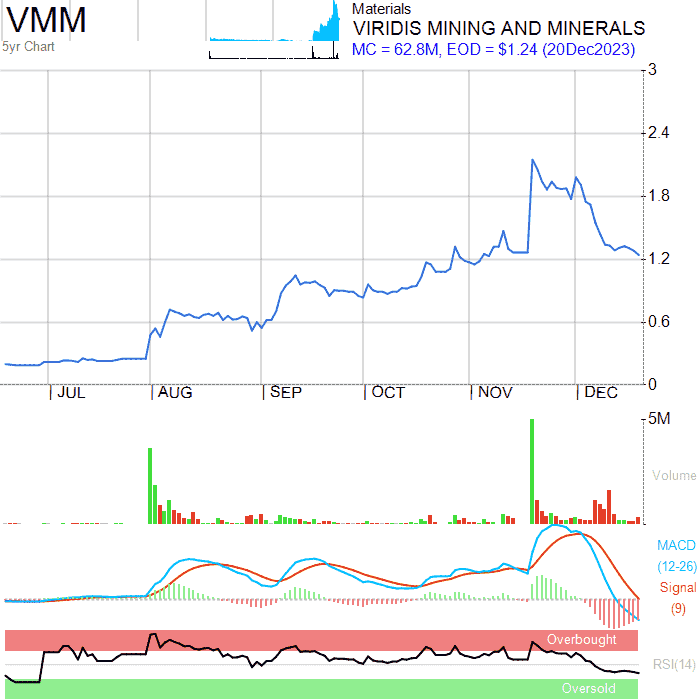 VMM
5yr Chart
Materials
VIRIDIS MINING AND MINERALS
MC = 62.8M, EOD = $1.24 (20Dec2023)
3
2.4
1.8
1.2
0.6
0
JUL AUG SEP OCT NOV DEC
5M
Volume
MACD
(12-26)
Signal
(9)
Overbought
RSI(14)
Oversold